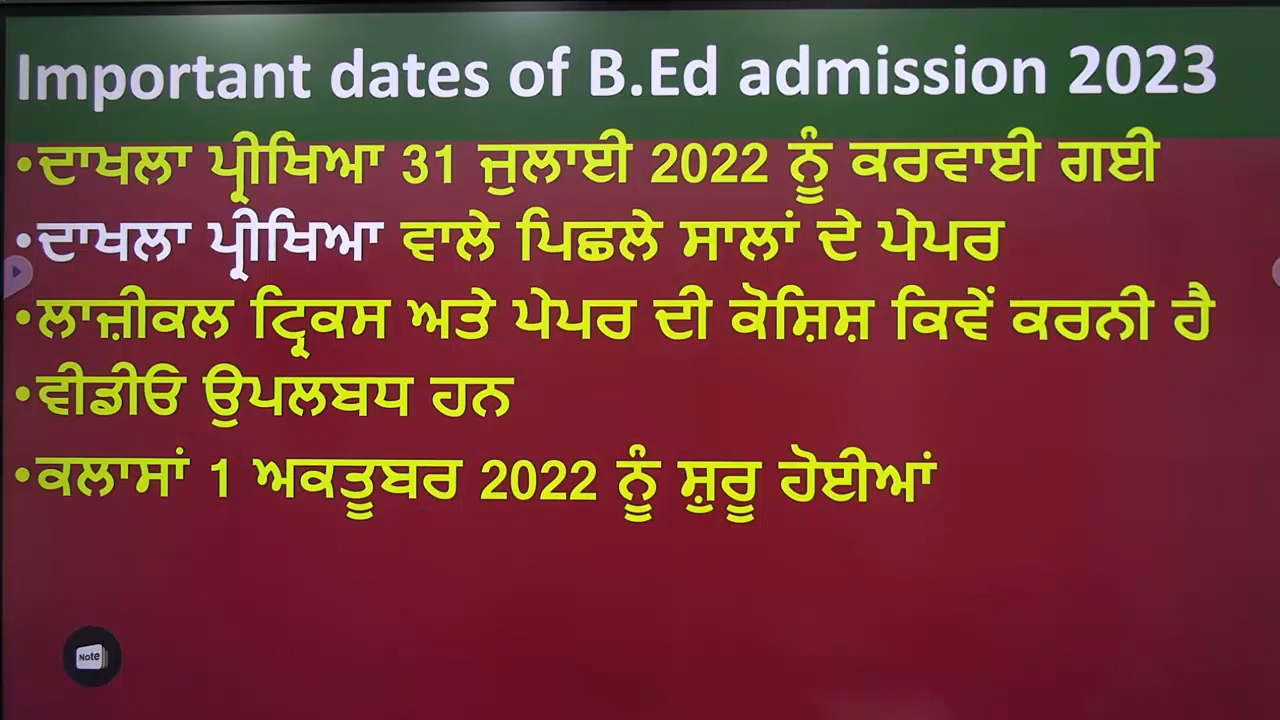 Important dates of B.Ed admission 2023
•ਦਾਖਲਾ ਪ੍ਰੀਖਿਆ 31 ਜੁਲਾਈ 2022 ਨੂੰ ਕਰਵਾਈ ਗਈ
•ਦਾਖਲਾ ਪ੍ਰੀਖਿਆ ਵਾਲੇ ਪਿਛਲੇ ਸਾਲਾਂ ਦੇ ਪੇਪਰ
•ਲਾਜ਼ੀਕਲ ਟ੍ਰਿਕਸ ਅਤੇ ਪੇਪਰ ਦੀ ਕੋਸ਼ਿਸ਼ ਕਿਵੇਂ ਕਰਨੀ ਹੈ
•ਵੀਡੀਓ ਉਪਲਬਧ ਹਨ
•ਕਲਾਸਾਂ 1 ਅਕਤੂਬਰ 2022 ਨੂੰ ਸ਼ੁਰੂ ਹੋਈਆਂ
Note